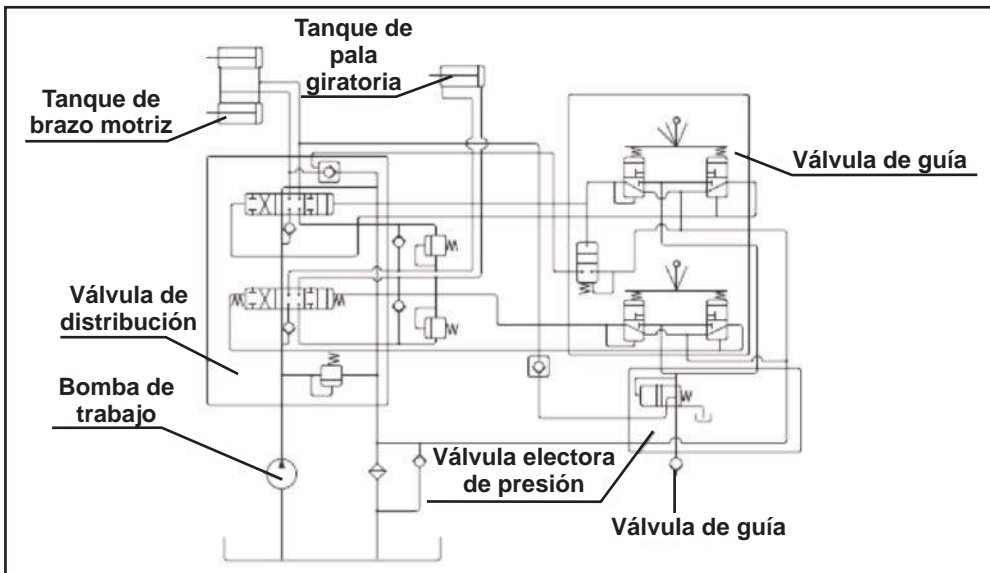 Tanque de
pala
giratoria
Tanque de
brazo motriz
Válvula de guía
Válvula de
distribución
Bomba de
trabajo
Válvula electora
de presión
Válvula de guía